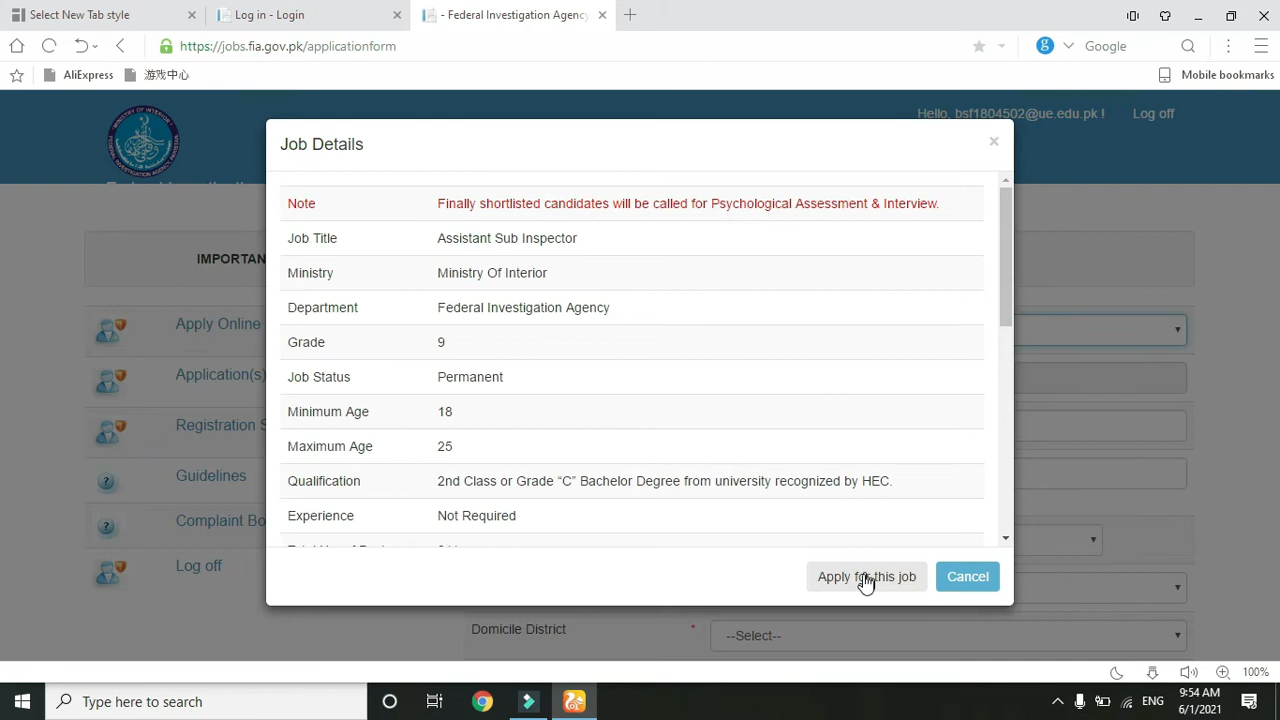 Select New Tab style
Log in - Login
- Federal Investigation Agency
https://jobs.fia.gov.pk/applicationform
Google
AliExpress
游戏中心
Mobile bookmarks
Hello, bsf1804502@ue.edu.pk !
Log off
Job Details
×
Note
Finally shortlisted candidates will be called for Psychological Assessment & Interview.
Job Title
Assistant Sub Inspector
Ministry
Ministry Of Interior
Department
Federal Investigation Agency
Grade
9
Job Status
Permanent
Minimum Age
18
Maximum Age
25
Qualification
2nd Class or Grade “C” Bachelor Degree from university recognized by HEC.
Experience
Not Required
Apply for this job
Cancel
IMPORTAN
Apply Online
Application(s)
Registration S
Guidelines
Complaint Bo
Log off
Domicile District
*
--Select--
100%
Type here to search
ENG
9:54 AM
6/1/2021